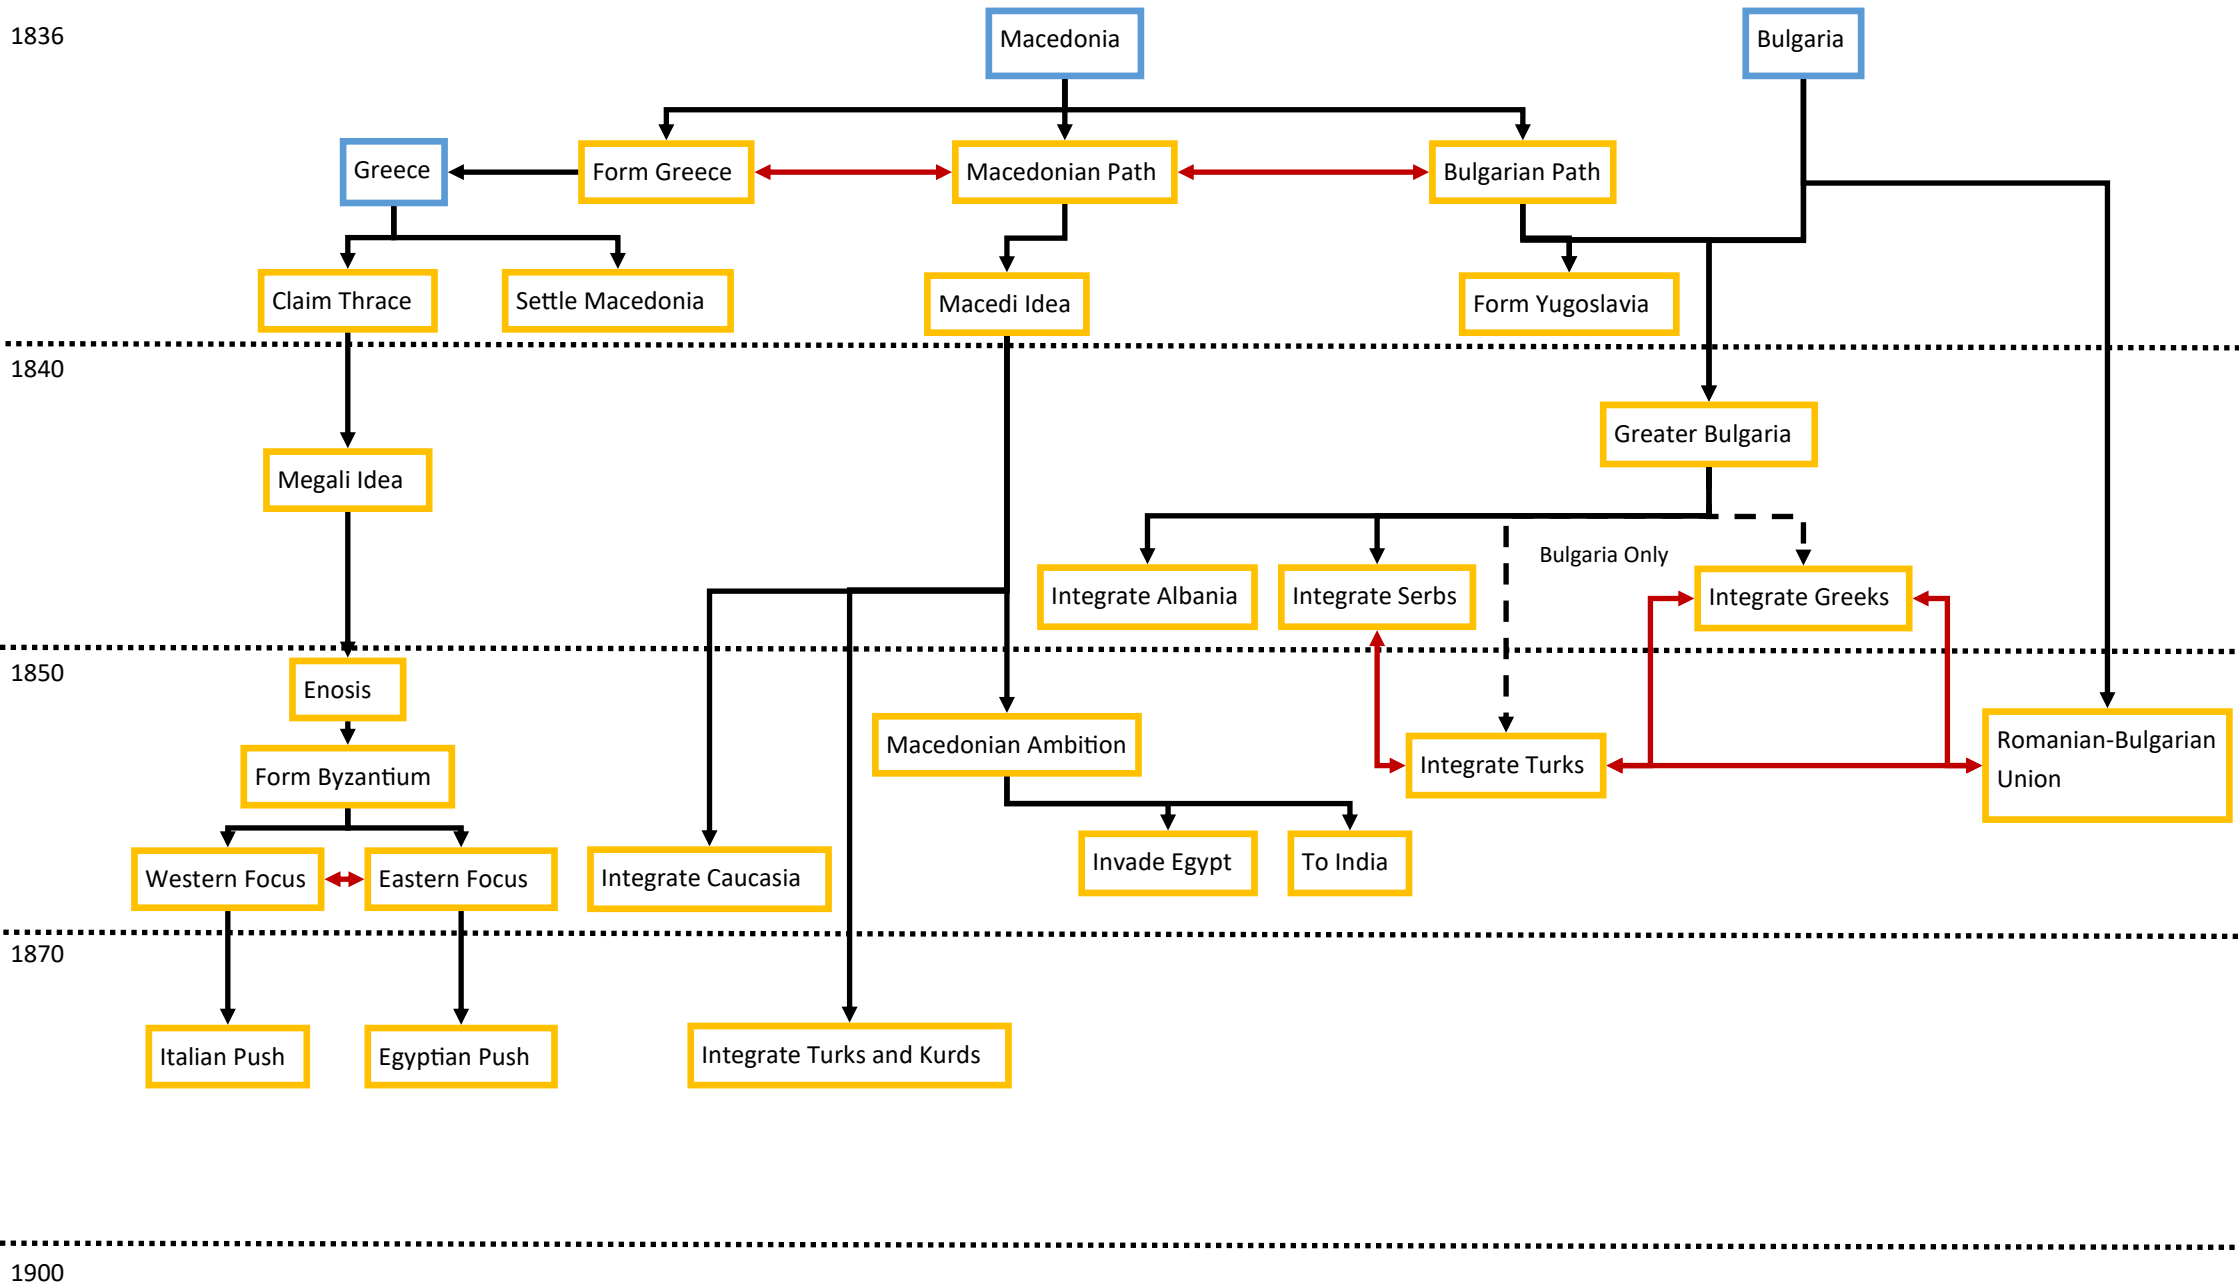 1836
Macedonia
Bulgaria
Greece
Form Greece
Macedonian Path
Bulgarian Path
Claim Thrace
Settle Macedonia
Macedi Idea
Form Yugoslavia
1840
Greater Bulgaria
Megali Idea
Bulgaria Only
Integrate Albania
Integrate Serbs
Integrate Greeks
1850
Enosis
Macedonian Ambition
Romanian-Bulgarian
Union
Form Byzantium
Integrate Turks
Western Focus
Eastern Focus
Integrate Caucasia
Invade Egypt
To India
1870
Italian Push
Egyptian Push
Integrate Turks and Kurds
1900